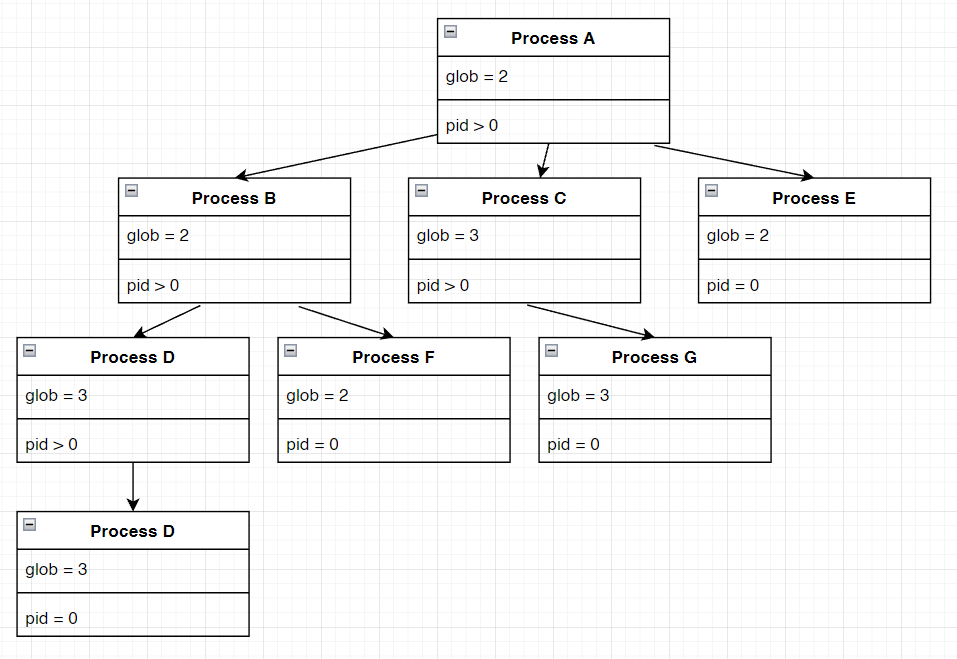 Process A
glob = 2
pid > 0
Process B
glob = 2
pid > 0
Process C
glob = 3
pid > 0
Process E
glob = 2
pid = 0
Process D
glob = 3
pid > 0
Process F
glob = 2
pid = 0
Process G
glob = 3
pid = 0
Process D
glob = 3
pid = 0